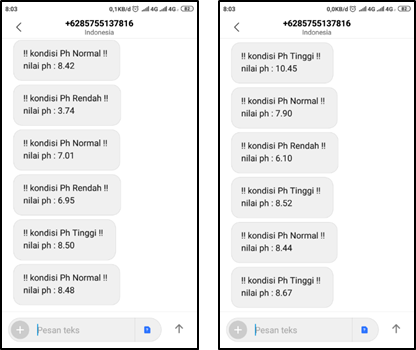 8:03
0,1KB/d 4G 4G 82
+6285755137816
Indonesia
!! kondisi Ph Normal !!
nilai ph : 8.42
!! kondisi Ph Rendah !!
nilai ph : 3.74
!! kondisi Ph Normal !!
nilai ph : 7.01
!! kondisi Ph Rendah !!
nilai ph : 6.95
!! kondisi Ph Tinggi !!
nilai ph : 8.50
!! kondisi Ph Normal !!
nilai ph : 8.48
Pesan teks
8:03
0,0KB/d 4G 4G 82
+6285755137816
Indonesia
!! kondisi Ph Tinggi !!
nilai ph : 10.45
!! kondisi Ph Normal !!
nilai ph : 7.90
!! kondisi Ph Rendah !!
nilai ph : 6.10
!! kondisi Ph Tinggi !!
nilai ph : 8.52
!! kondisi Ph Normal !!
nilai ph : 8.44
!! kondisi Ph Tinggi !!
nilai ph : 8.67
Pesan teks